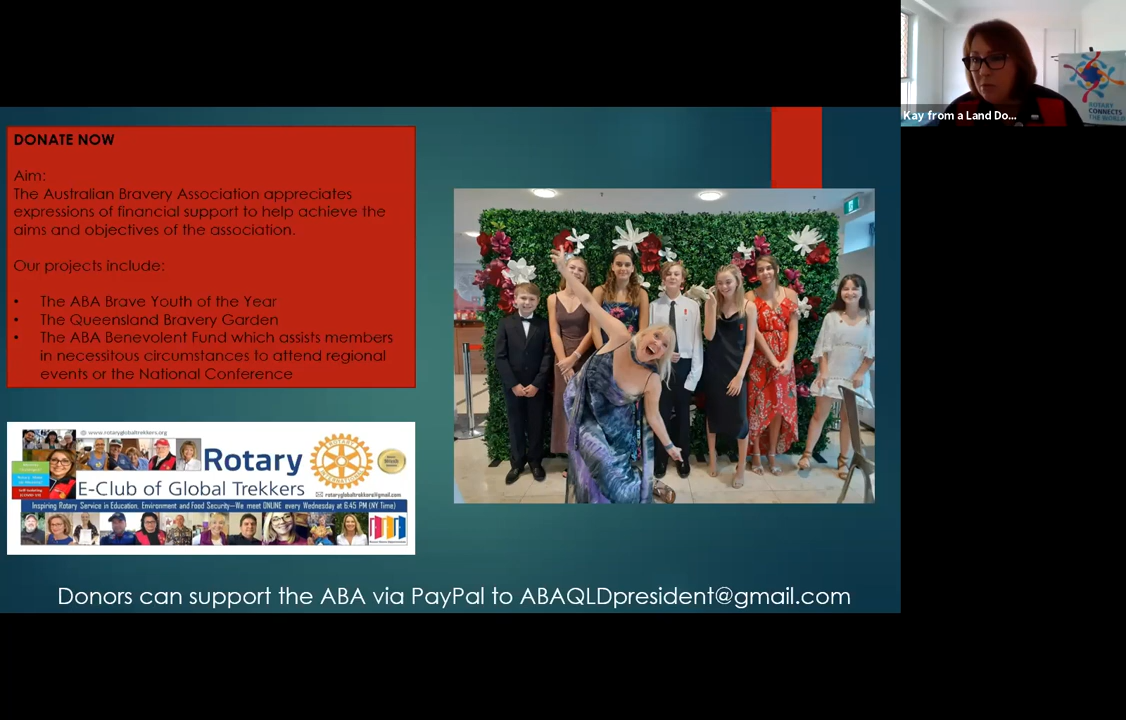 Kay from a Land Do...
ROTARY
CONNECTS
THE WORLD
DONATE NOW
Aim:
The Australian Bravery Association appreciates
expressions of financial support to help achieve the
aims and objectives of the association.
Our projects include:
• The ABA Brave Youth of the Year
• The Queensland Bravery Garden
• The ABA Benevolent Fund which assists members
in necessitous circumstances to attend regional
events or the National Conference
www.rotaryglobaltrekkers.org
Rotary
ROTARY
INTERNATIONAL
E-Club of Global Trekkers
rotaryglobaltrekkers@gmail.com
Inspiring Rotary Service in Education, Environment and Food Security—We meet ONLINE every Wednesday at 6:45 PM (NY Time)
Donors can support the ABA via PayPal to ABAQLDpresident@gmail.com